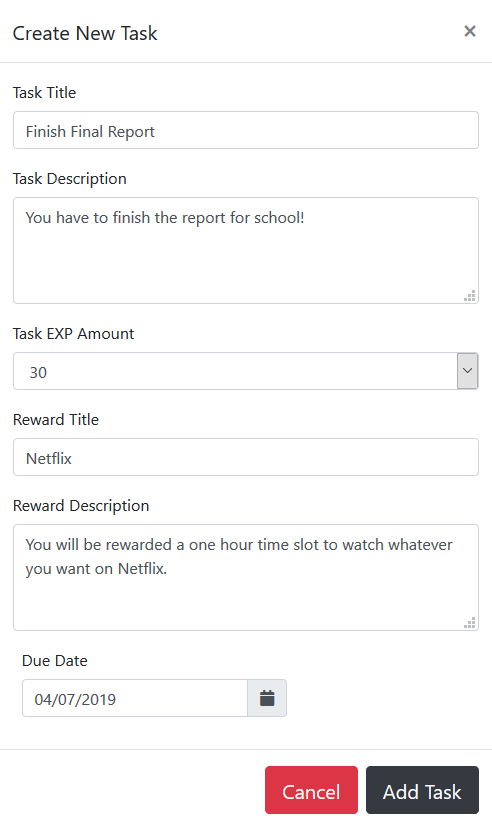 Create New Task
×
Task Title
Finish Final Report
Task Description
You have to finish the report for school!
Task EXP Amount
30
Reward Title
Netflix
Reward Description
You will be rewarded a one hour time slot to watch whatever
you want on Netflix.
Due Date
04/07/2019
Cancel
Add Task